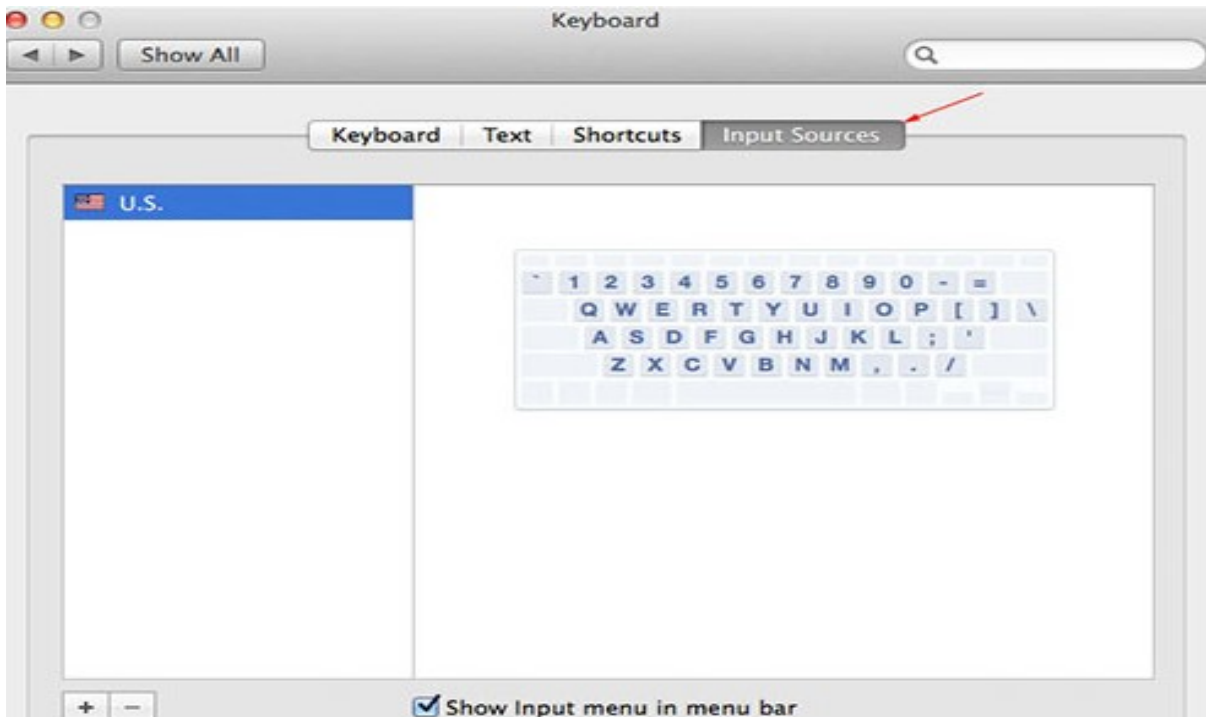 Keyboard
Show All
Keyboard Text Shortcuts Input Sources
U.S.
` 1 2 3 4 5 6 7 8 9 0 - =
Q W E R T Y U I O P [ ] \
A S D F G H J K L ; '
Z X C V B N M , . /
+ -
Show Input menu in menu bar